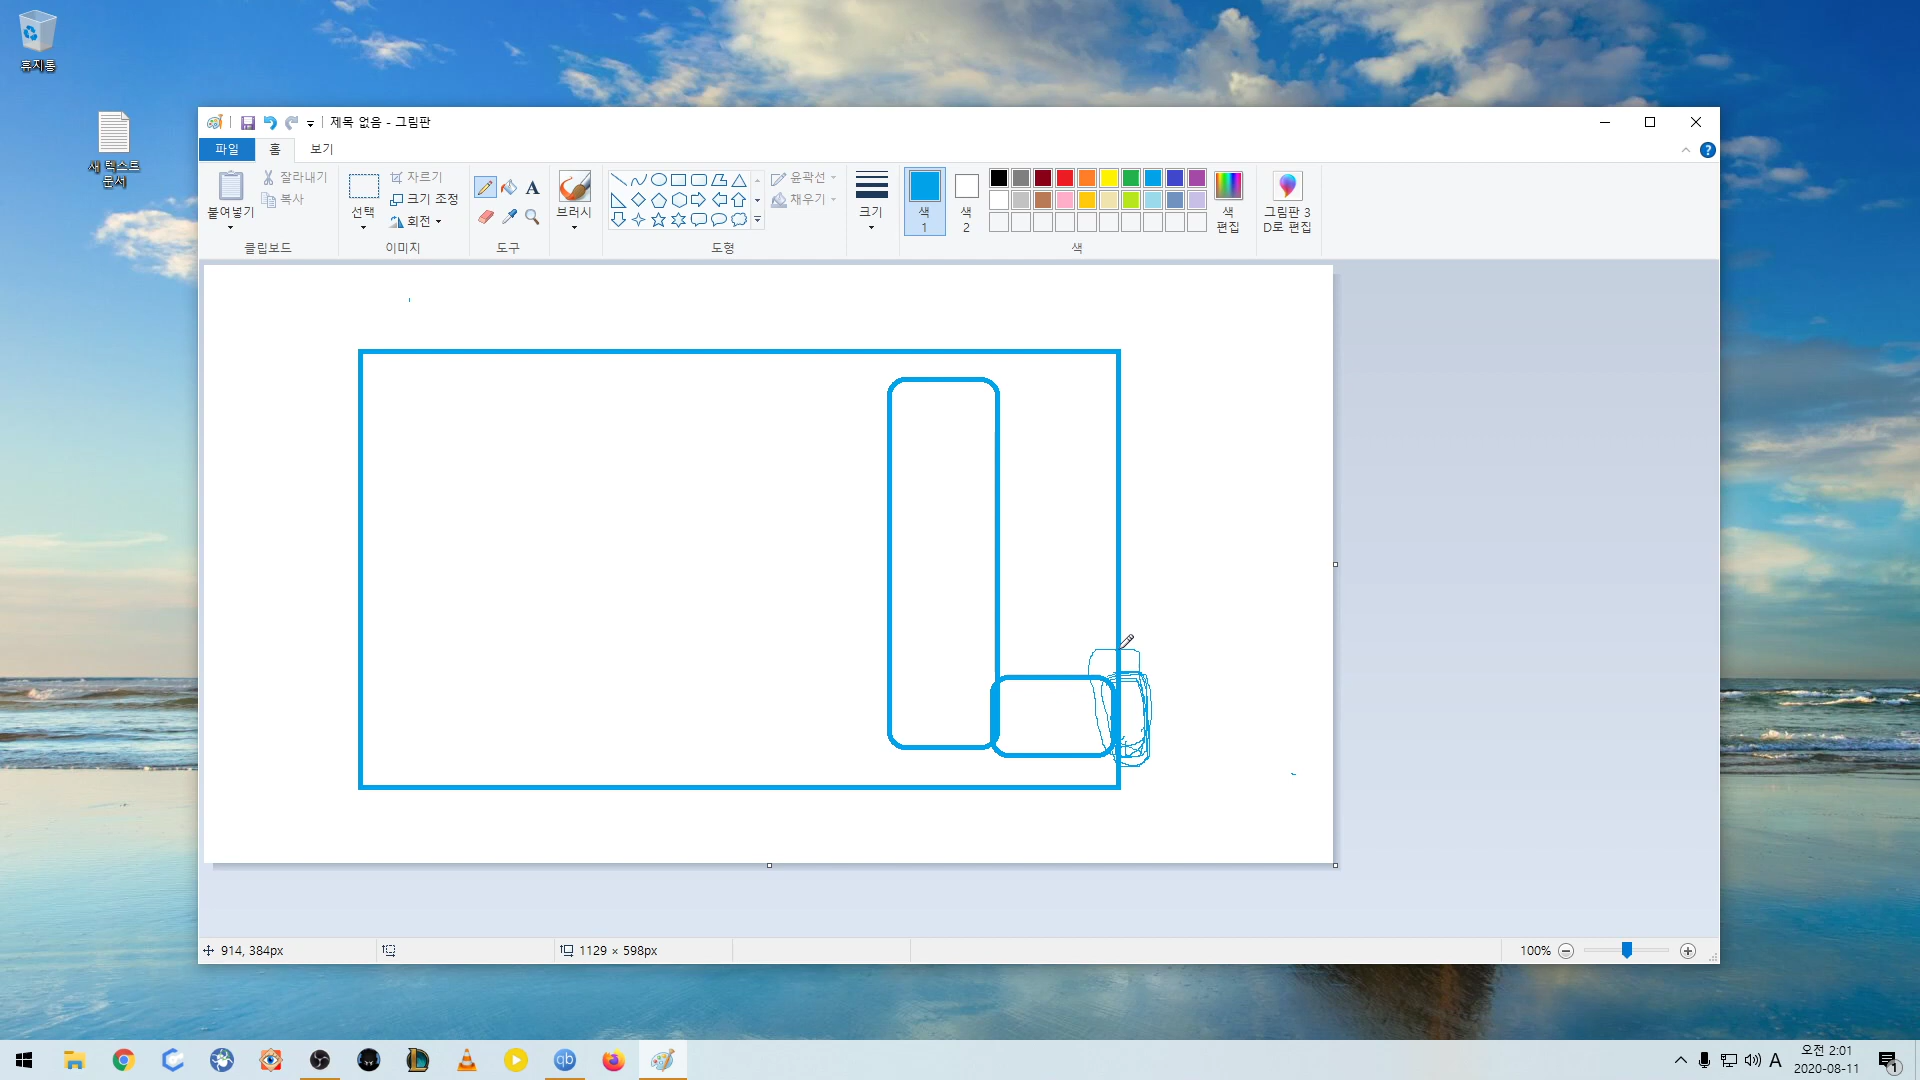 휴지통
새 텍스트
문서
제목 없음 - 그림판
파일
홈
보기
붙여넣기
잘라내기
복사
클립보드
선택
자르기
크기 조정
회전
이미지
A
도구
브러시
윤곽선
채우기
도형
크기
색
1
색
2
색
편집
색
그림판 3
D로 편집
914, 384px
1129 × 598px
100%
qb
A
오전 2:01
2020-08-11
1